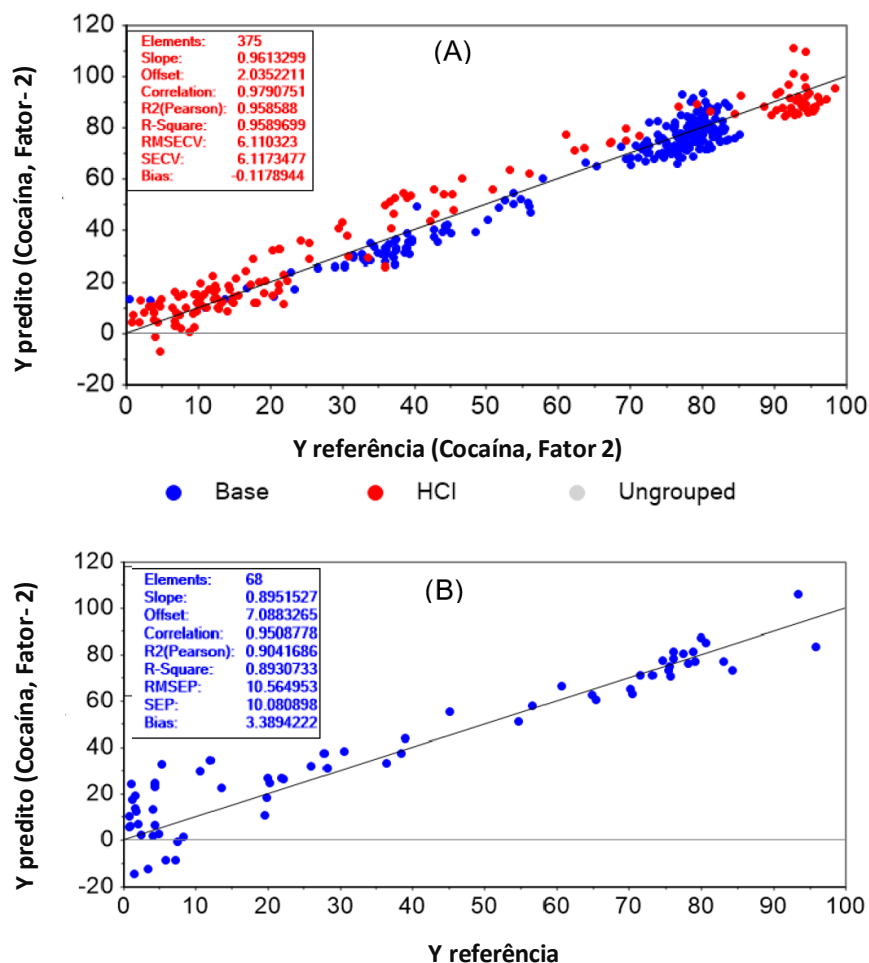 (A)
Elements: 375
Slope: 0.9613299
Offset: 2.0352211
Correlation: 0.9790751
R2(Pearson): 0.958588
R-Square: 0.9589699
RMSECV: 6.110323
SECV: 6.1173477
Bias: -0.1178944
Y predito (Cocaína, Fator- 2)
120
100
80
60
40
20
0
-20
0 10 20 30 40 50 60 70 80 90 100
Y referência (Cocaína, Fator 2)
Base HCl Ungrouped
(B)
Elements: 68
Slope: 0.8951527
Offset: 7.0883265
Correlation: 0.9508778
R2(Pearson): 0.9041686
R-Square: 0.8930733
RMSEP: 10.564953
SEP: 10.080898
Bias: 3.3894222
Y predito (Cocaína, Fator- 2)
120
100
80
60
40
20
0
-20
0 10 20 30 40 50 60 70 80 90 100
Y referência